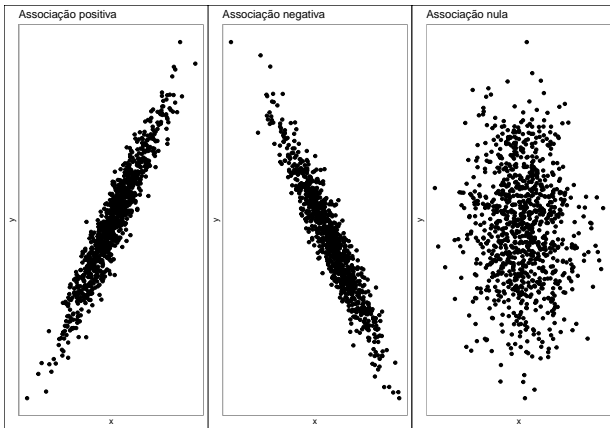 Associação positiva
y
x
Associação negativa
y
x
Associação nula
y
x